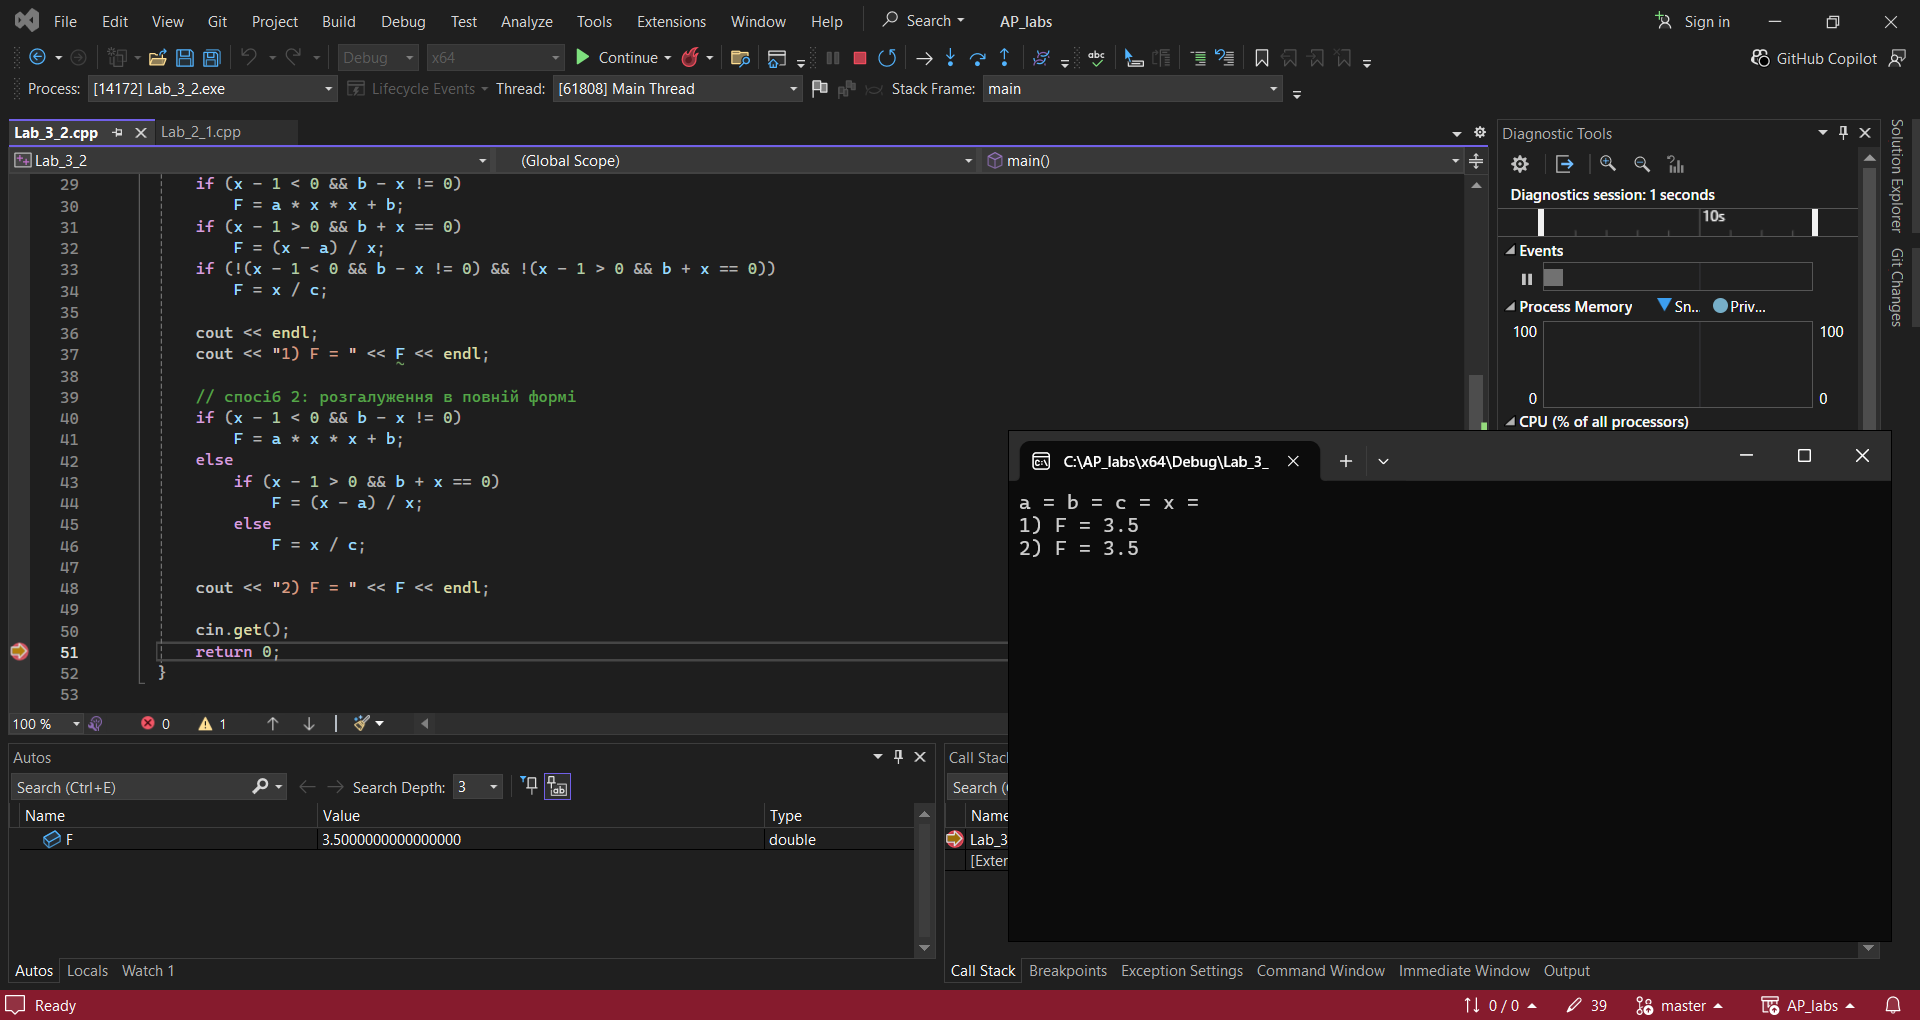 File Edit View Git Project Build Debug Test Analyze Tools Extensions Window Help Search AP_labs Sign in
Debug x64 Continue abc GitHub Copilot
Process: [14172] Lab_3_2.exe Lifecycle Events Thread: [61808] Main Thread Stack Frame: main
Lab_3_2.cpp Lab_2_1.cpp
Lab_3_2 (Global Scope) main()
29 if (x - 1 < 0 && b - x != 0)
30 F = a * x * x + b;
31 if (x - 1 > 0 && b + x == 0)
32 F = (x - a) / x;
33 if (!(x - 1 < 0 && b - x != 0) && !(x - 1 > 0 && b + x == 0))
34 F = x / c;
35
36 cout << endl;
37 cout << "1) F = " << F << endl;
38
39 // спосіб 2: розгалуження в повній формі
40 if (x - 1 < 0 && b - x != 0)
41 F = a * x * x + b;
42 else
43 if (x - 1 > 0 && b + x == 0)
44 F = (x - a) / x;
45 else
46 F = x / c;
47
48 cout << "2) F = " << F << endl;
49
50 cin.get();
51 return 0;
52 }
53
100 % 0 1
Diagnostic Tools
Diagnostics session: 1 seconds
10s
Events
Process Memory Sn... Priv...
100 100
0 0
CPU (% of all processors)
Solution Explorer
Git Changes
C:\AP_labs\x64\Debug\Lab_3_
a = b = c = x =
1) F = 3.5
2) F = 3.5
Autos
Search (Ctrl+E) Search Depth: 3
Name Value Type
F 3.5000000000000000 double
Autos Locals Watch 1
Call Stac
Search (
Name
Lab_3
[Exter
Call Stack Breakpoints Exception Settings Command Window Immediate Window Output
Ready 0 / 0 39 master AP_labs